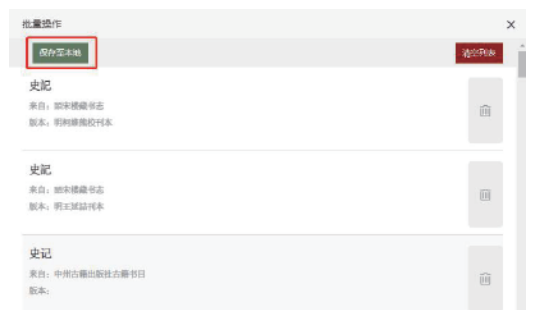 批量操作
保存至本地
清空列表
史記
来自：皕宋楼藏书志
版本：明柯維熊校刊本
史記
来自：皕宋楼藏书志
版本：明王延喆刊本
史记
来自：中州古籍出版社古籍书目
版本：